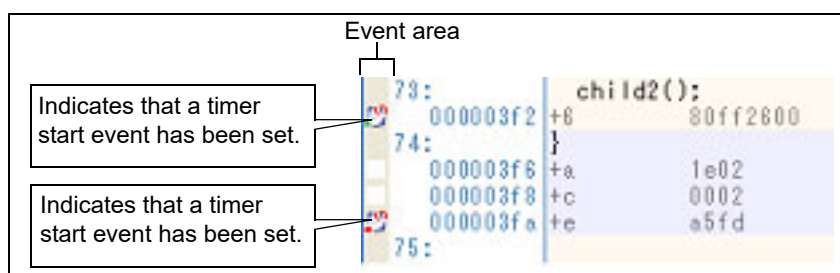 Event area
73: child2();
Indicates that a timer
start event has been set.
000003f2 +6 80ff2600
74: }
000003f6 +a 1e02
000003f8 +c 0002
Indicates that a timer
start event has been set.
000003fa +e a5fd
75: